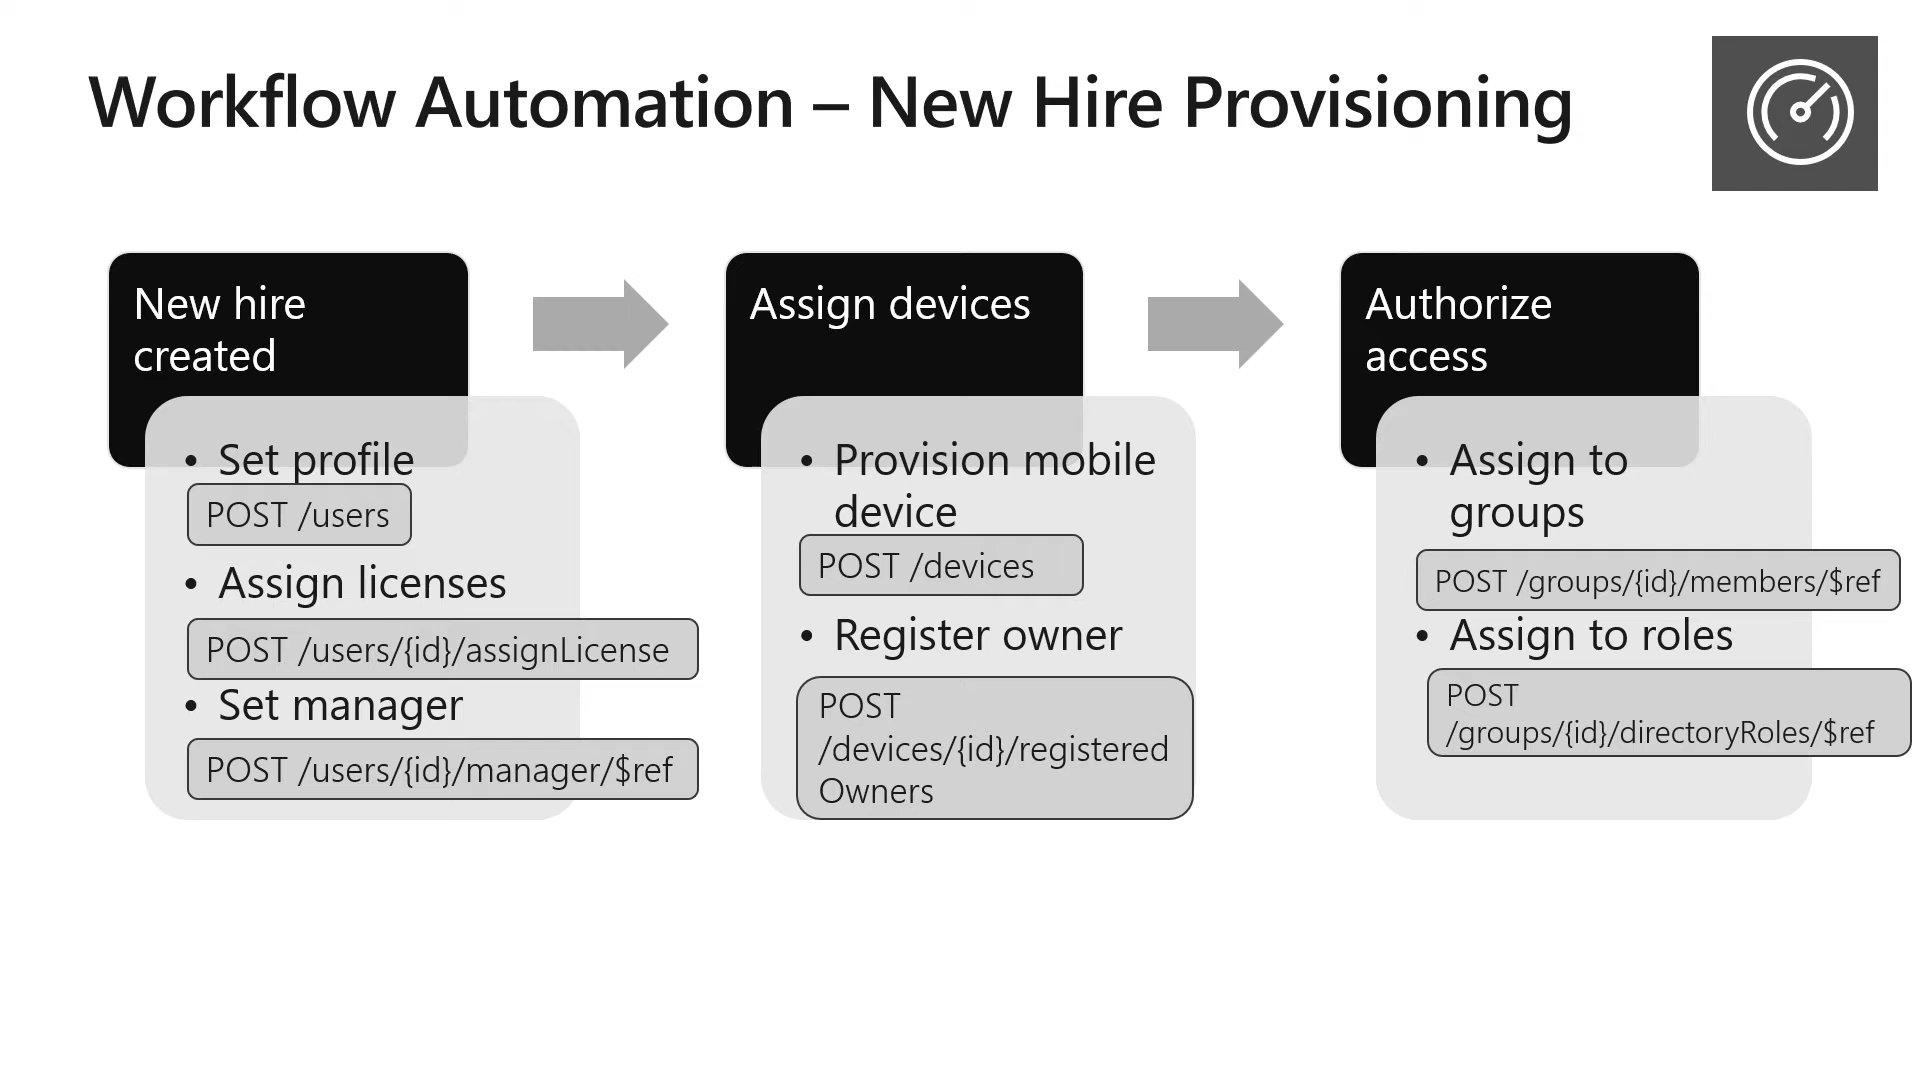 Workflow Automation – New Hire Provisioning
New hire
created
• Set profile
POST /users
• Assign licenses
POST /users/{id}/assignLicense
• Set manager
POST /users/{id}/manager/$ref
Assign devices
• Provision mobile
device
POST /devices
• Register owner
POST
/devices/{id}/registered
Owners
Authorize
access
• Assign to
groups
POST /groups/{id}/members/$ref
• Assign to roles
POST
/groups/{id}/directoryRoles/$ref